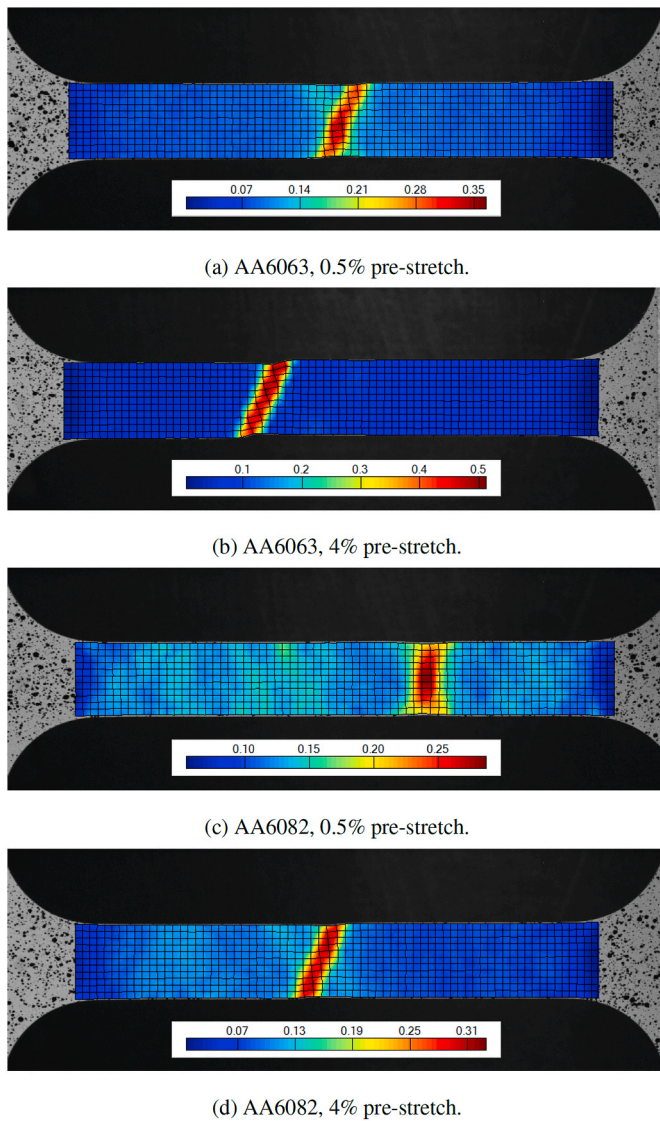 0.07 0.14 0.21 0.28 0.35
(a) AA6063, 0.5% pre-stretch.
0.1 0.2 0.3 0.4 0.5
(b) AA6063, 4% pre-stretch.
0.10 0.15 0.20 0.25
(c) AA6082, 0.5% pre-stretch.
0.07 0.13 0.19 0.25 0.31
(d) AA6082, 4% pre-stretch.